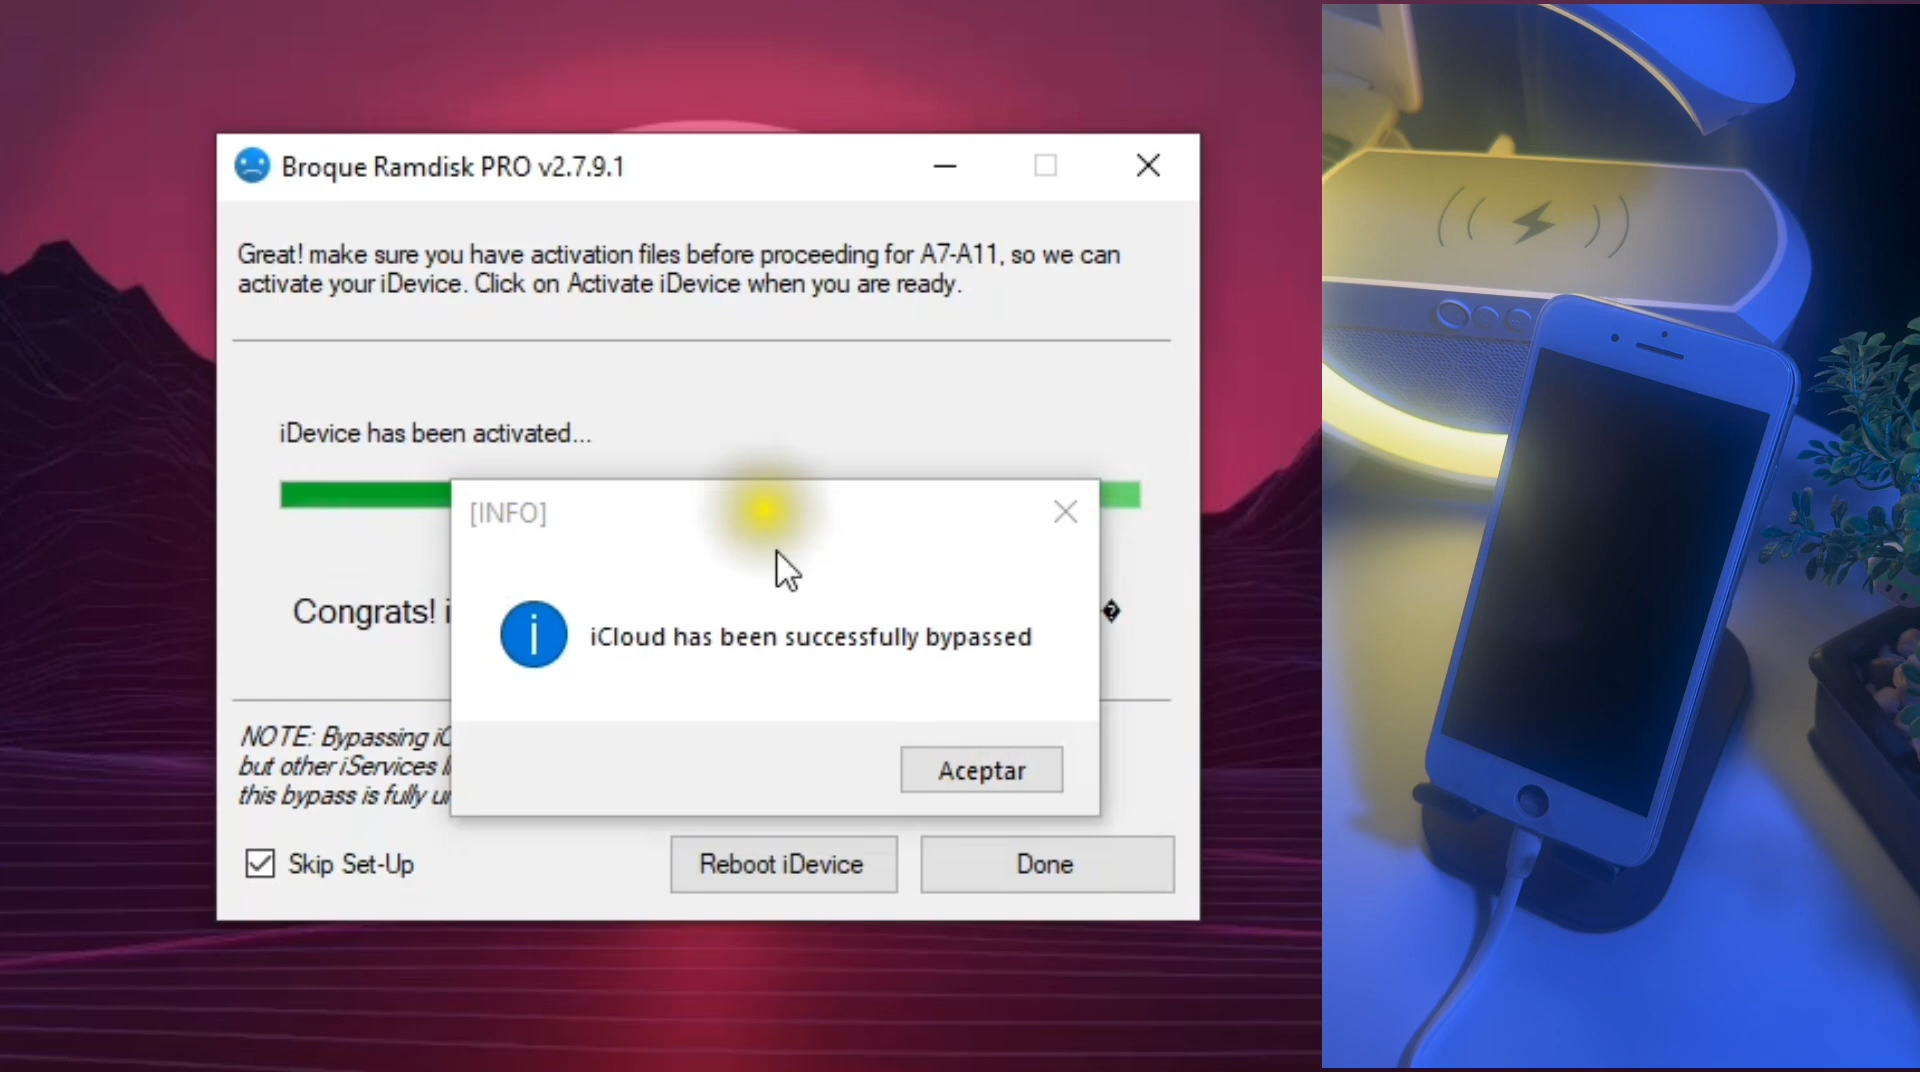 Broque Ramdisk PRO v2.7.9.1
Great! make sure you have activation files before proceeding for A7-A11, so we can
activate your iDevice. Click on Activate iDevice when you are ready.
iDevice has been activated...
[INFO]
Congrats!
iCloud has been successfully bypassed
NOTE: Bypassing
but other iServices
this bypass is fully
Aceptar
Skip Set-Up
Reboot iDevice
Done